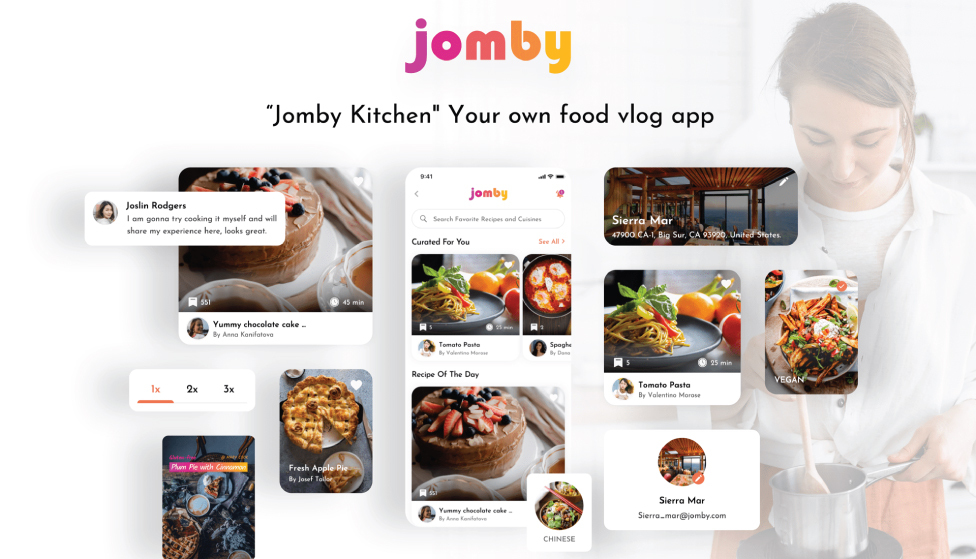 jomby
“Jomby Kitchen" Your own food vlog app
Joslin Rodgers
I am gonna try cooking it myself and will
share my experience here, looks great.
551
45 min
Yummy chocolate cake ..
By Anna Kanifatova
1x
2x
3x
Fresh Apple Pie
By Josef Tailor
Plum Pie with Cinnamon
9:41
jomby
Search Favorite Recipes and Cuisines
Curated For You
See All >
5
25 min
2
Tomato Pasta
By Valentino Morose
Spaghe
By Dana
Recipe Of The Day
551
Yummy chocolate cake ..
By Anna Kanifatova
CHINESE
Sierra Mar
47900 CA-1, Big Sur, CA 93920, United States.
5
25 min
Tomato Pasta
By Valentino Morose
VEGAN
Sierra Mar
Sierra_mar@jomby.com